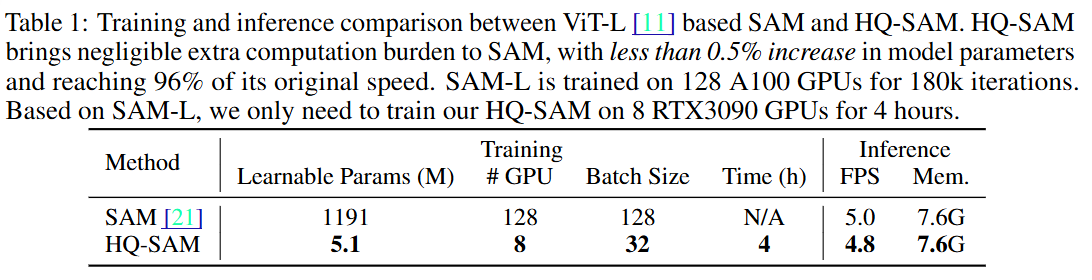 Table 1: Training and inference comparison between ViT-L [11] based SAM and HQ-SAM. HQ-SAM
brings negligible extra computation burden to SAM, with less than 0.5% increase in model parameters
and reaching 96% of its original speed. SAM-L is trained on 128 A100 GPUs for 180k iterations.
Based on SAM-L, we only need to train our HQ-SAM on 8 RTX3090 GPUs for 4 hours.
Method Training Inference
Learnable Params (M) # GPU Batch Size Time (h) FPS Mem.
SAM [21] 1191 128 128 N/A 5.0 7.6G
HQ-SAM 5.1 8 32 4 4.8 7.6G